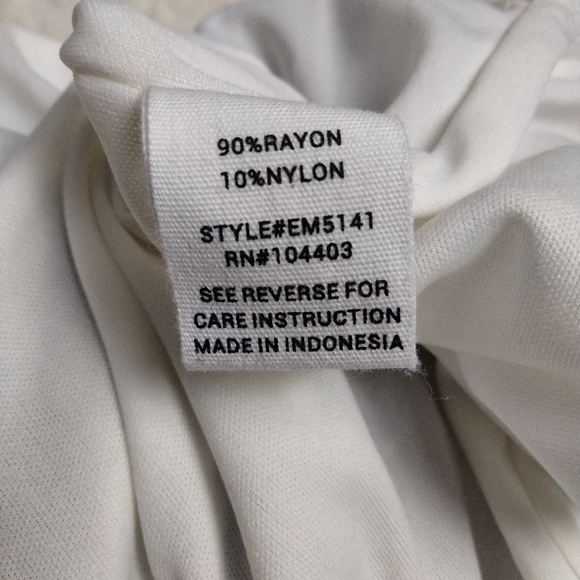 90%RAYON
10%NYLON
STYLE#EM5141
RN#104403
SEE REVERSE FOR
CARE INSTRUCTION
MADE IN INDONESIA